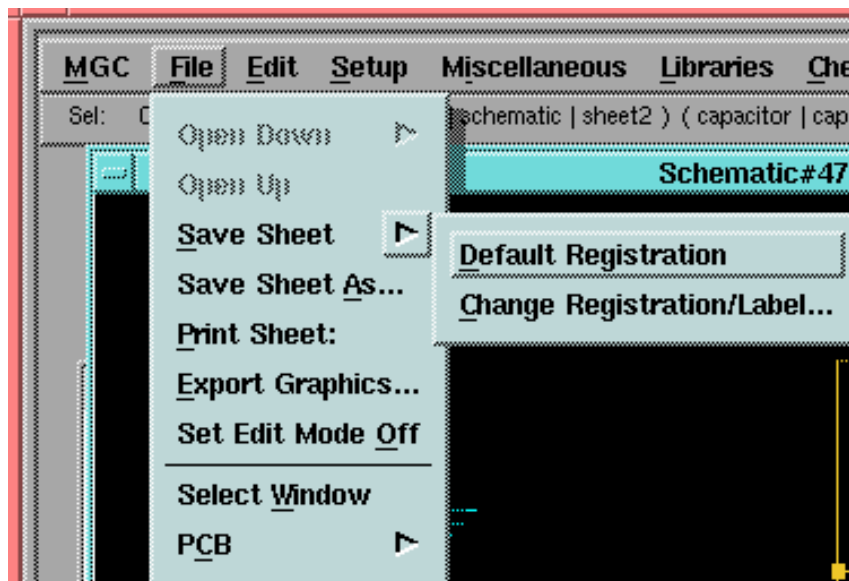 MGC File Edit Setup Miscellaneous Libraries
Sel: schematic | sheet2 ) ( capacitor |
Schematic#47
Open Down
Open Up
Save Sheet
Default Registration
Save Sheet As...
Change Registration/Label...
Print Sheet:
Export Graphics...
Set Edit Mode Off
Select Window
PCB